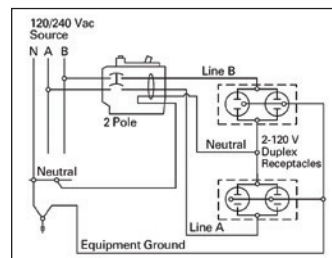 120/240 Vac
Source
N A B
2 Pole
Line B
Neutral
2-120 V
Duplex
Receptacles
Neutral
Line A
Equipment Ground